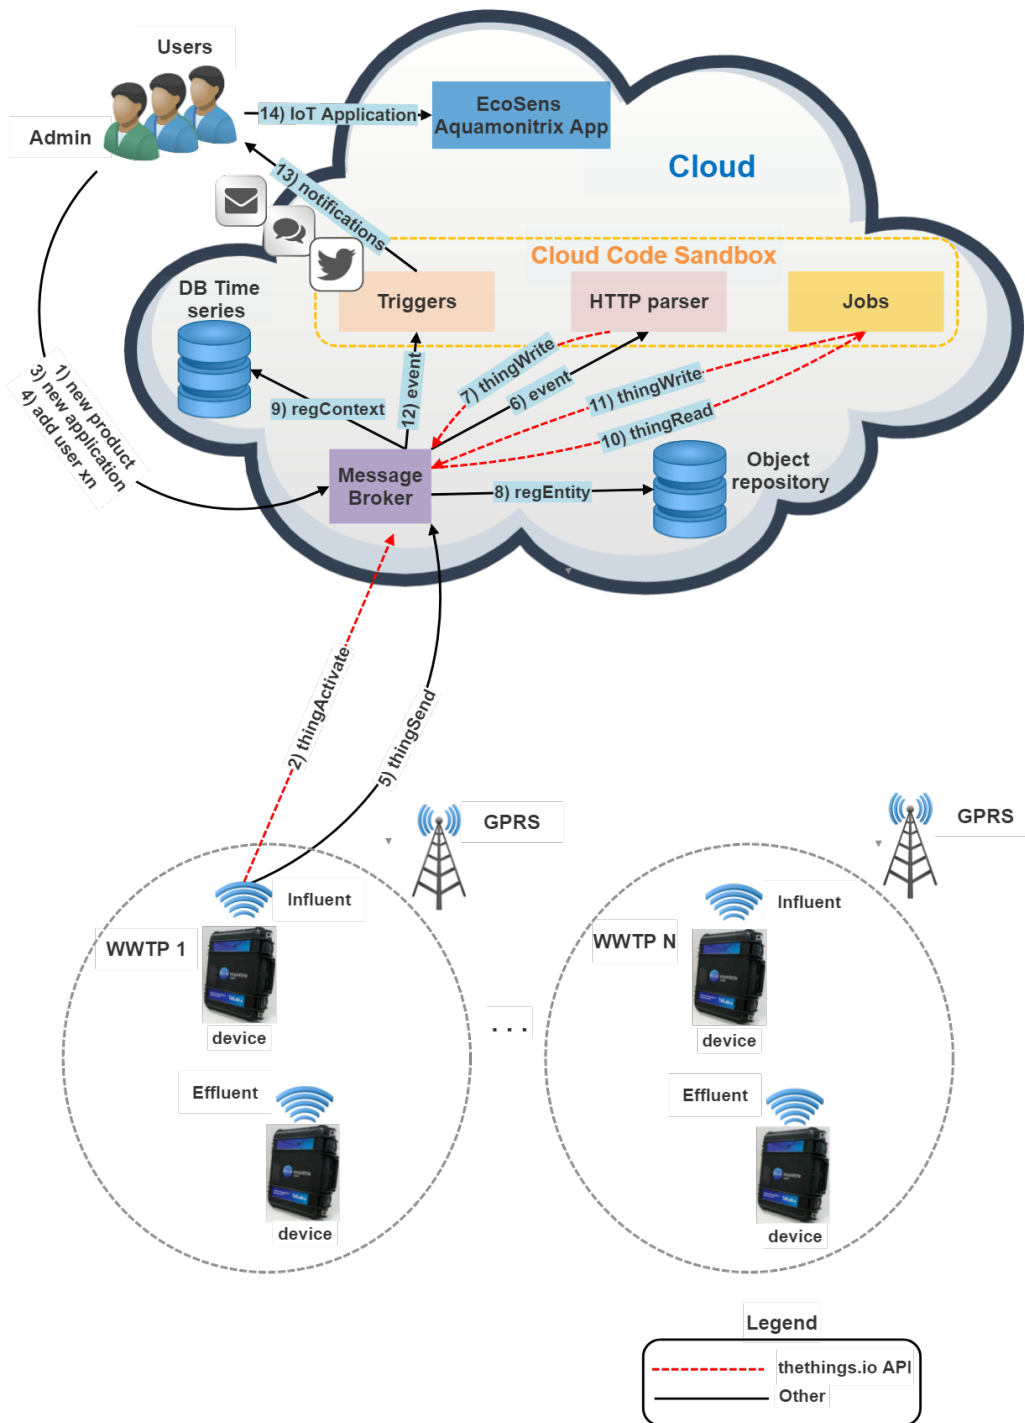 Users
Admin
14) IoT Application
EcoSens
Aquamonitrix App
Cloud
13) notifications
Cloud Code Sandbox
Triggers
HTTP parser
Jobs
DB Time
series
1) new product
3) new application
4) add user xn
9) regContext
12) event
7) thingWrite
6) event
11) thingWrite
10) thingRead
Message
Broker
8) regEntity
Object
repository
2) thingActivate
5) thingSend
GPRS
GPRS
Influent
WWTP 1
device
Effluent
device
. . .
Influent
WWTP N
device
Effluent
device
Legend
thethings.io API
Other